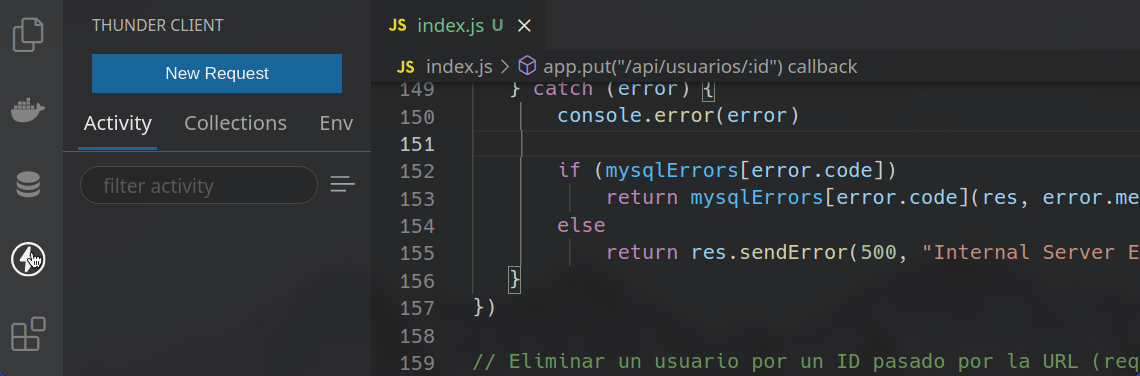 THUNDER CLIENT
New Request
Activity Collections Env
filter activity
JS index.js U ×
JS index.js > app.put("/api/usuarios/:id") callback
149 } catch (error) {
150 console.error(error)
151
152 if (mysqlErrors[error.code])
153 return mysqlErrors[error.code](res, error.me
154 else
155 return res.sendError(500, "Internal Server E
156 }
157 })
158
159 // Eliminar un usuario por un ID pasado por la URL (req